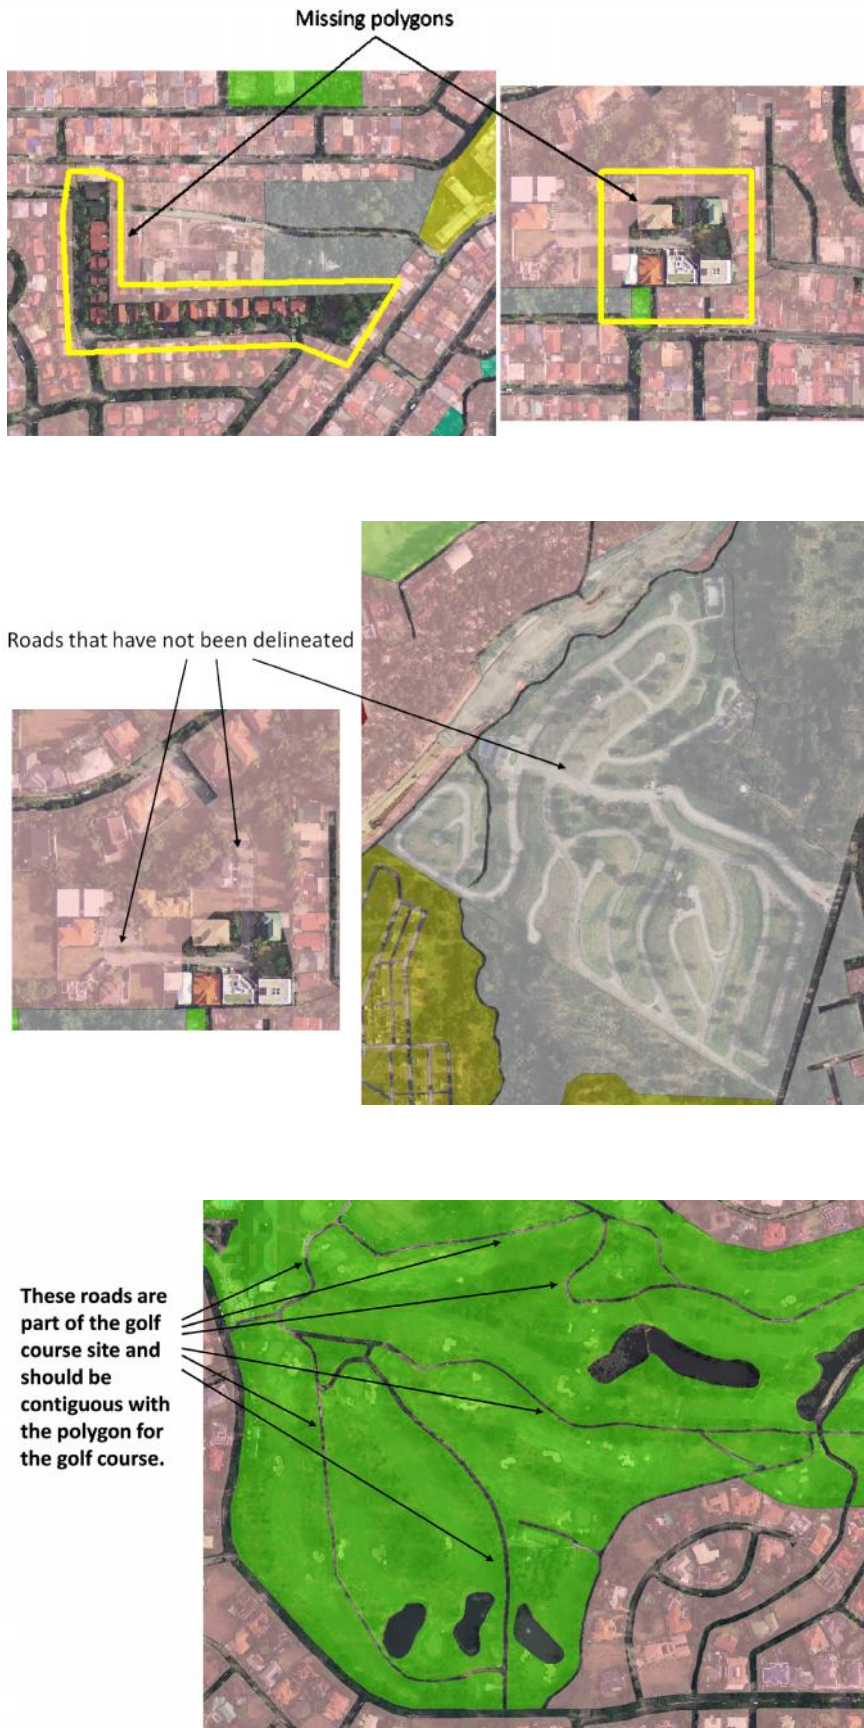 Missing polygons
Roads that have not been delineated
These roads are
part of the golf
course site and
should be
contiguous with
the polygon for
the golf course.